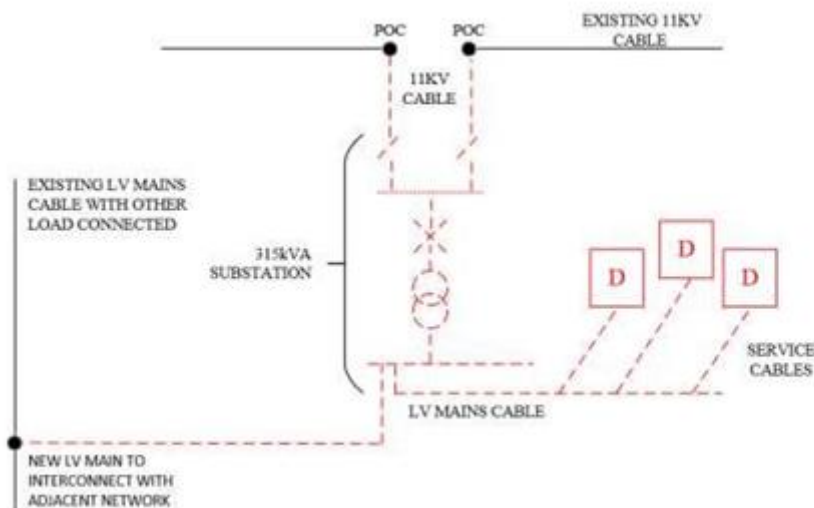 POC
POC
EXISTING 11KV
CABLE
11KV
CABLE
EXISTING LV MAINS
CABLE WITH OTHER
LOAD CONNECTED
315kVA
SUBSTATION
D
D
D
SERVICE
CABLES
LV MAINS CABLE
NEW LV MAIN TO
INTERCONNECT WITH
ADJACENT NETWORK